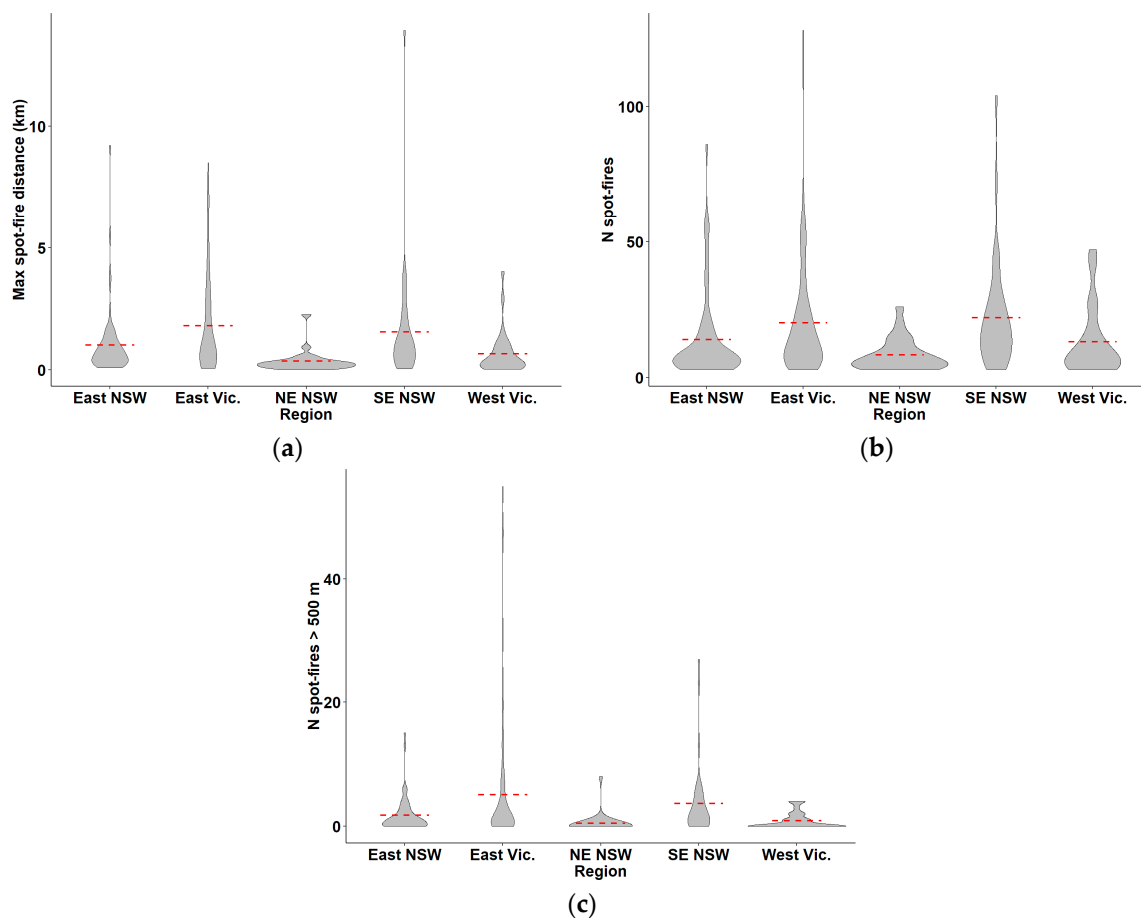 Max spot-fire distance (km)
10
5
0
East NSW East Vic. NE NSW SE NSW West Vic.
Region
(a)
N spot-fires
100
50
0
East NSW East Vic. NE NSW SE NSW West Vic.
Region
(b)
N spot-fires > 500 m
40
20
0
East NSW East Vic. NE NSW SE NSW West Vic.
Region
(c)